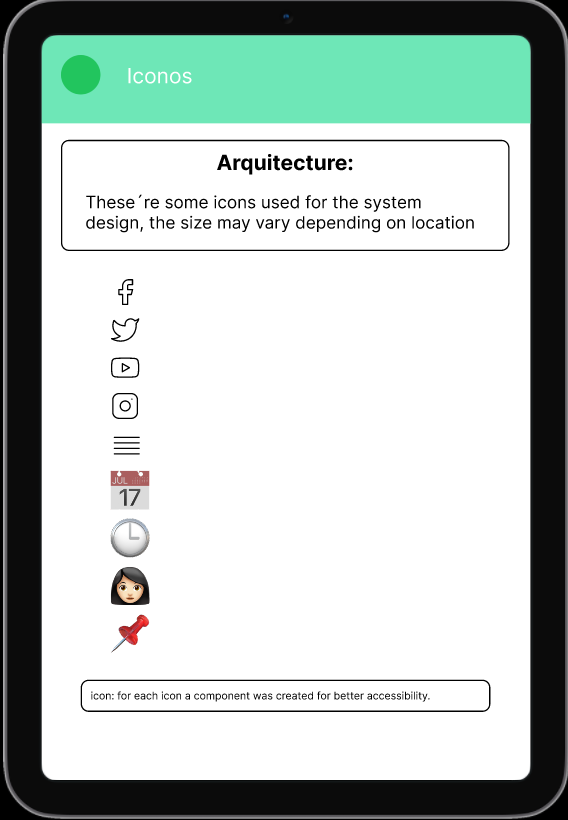 Iconos
Arquitecture:
These´re some icons used for the system
design, the size may vary depending on location
JUL
17
icon: for each icon a component was created for better accessibility.